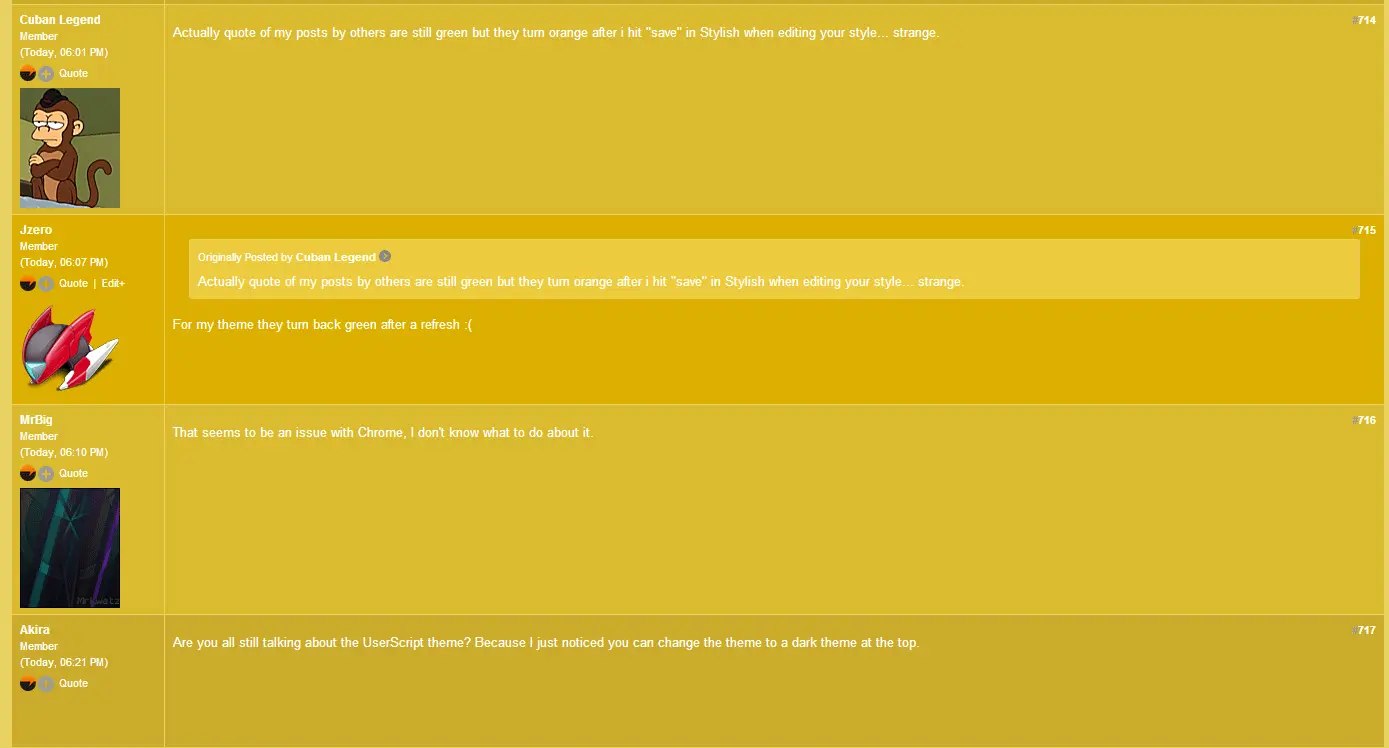 Cuban Legend
#714
Member
(Today, 06:01 PM)
Quote
Actually quote of my posts by others are still green but they turn orange after i hit "save" in Stylish when editing your style... strange.
Jzero
#715
Member
(Today, 06:07 PM)
Quote | Edit+
Originally Posted by Cuban Legend
Actually quote of my posts by others are still green but they turn orange after i hit "save" in Stylish when editing your style... strange.
For my theme they turn back green after a refresh :(
MrBig
#716
Member
(Today, 06:10 PM)
Quote
That seems to be an issue with Chrome, I don't know what to do about it.
Mrkwatz
Akira
#717
Member
(Today, 06:21 PM)
Quote
Are you all still talking about the UserScript theme? Because I just noticed you can change the theme to a dark theme at the top.